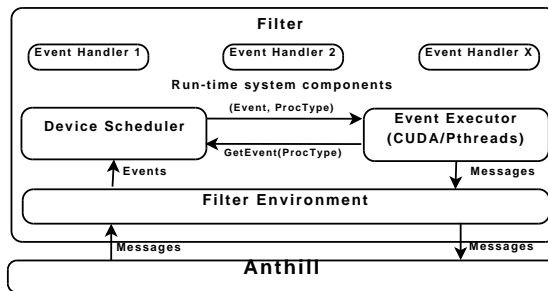 Filter
Event Handler 1
Event Handler 2
Event Handler X
Run-time system components
(Event, ProcType)
Device Scheduler
Event Executor
(CUDA/Pthreads)
GetEvent(ProcType)
Events
Messages
Filter Environment
Messages
Messages
Anthill